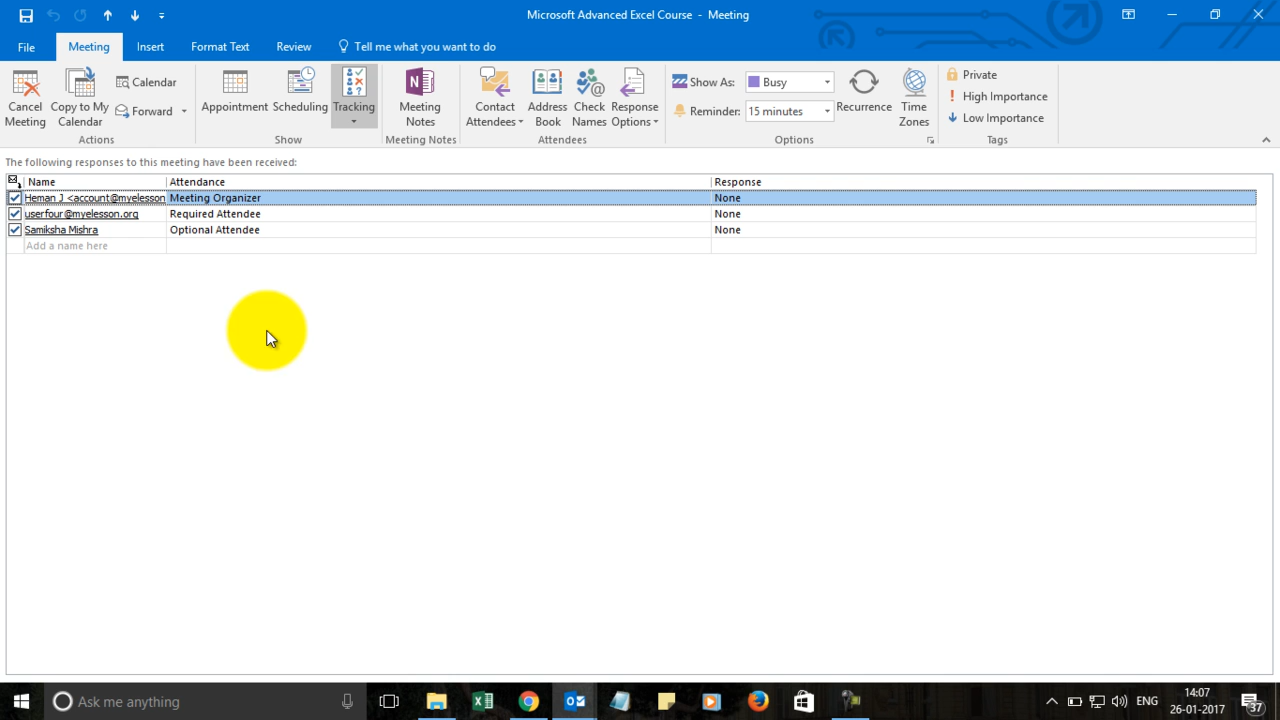 Microsoft Advanced Excel Course - Meeting
File Meeting Insert Format Text Review Tell me what you want to do
Cancel Meeting
Copy to My Calendar
Calendar
Forward
Actions
Appointment
Scheduling
Tracking
Show
Meeting Notes
Meeting Notes
Contact Attendees
Address Book
Check Names
Response Options
Attendees
Show As: Busy
Reminder: 15 minutes
Recurrence
Time Zones
Options
Private
High Importance
Low Importance
Tags
The following responses to this meeting have been received:
Name Attendance Response
Heman J <account@myelesson Meeting Organizer None
userfour@myelesson.org Required Attendee None
Samiksha Mishra Optional Attendee None
Add a name here
Ask me anything
ENG
14:07
26-01-2017
37